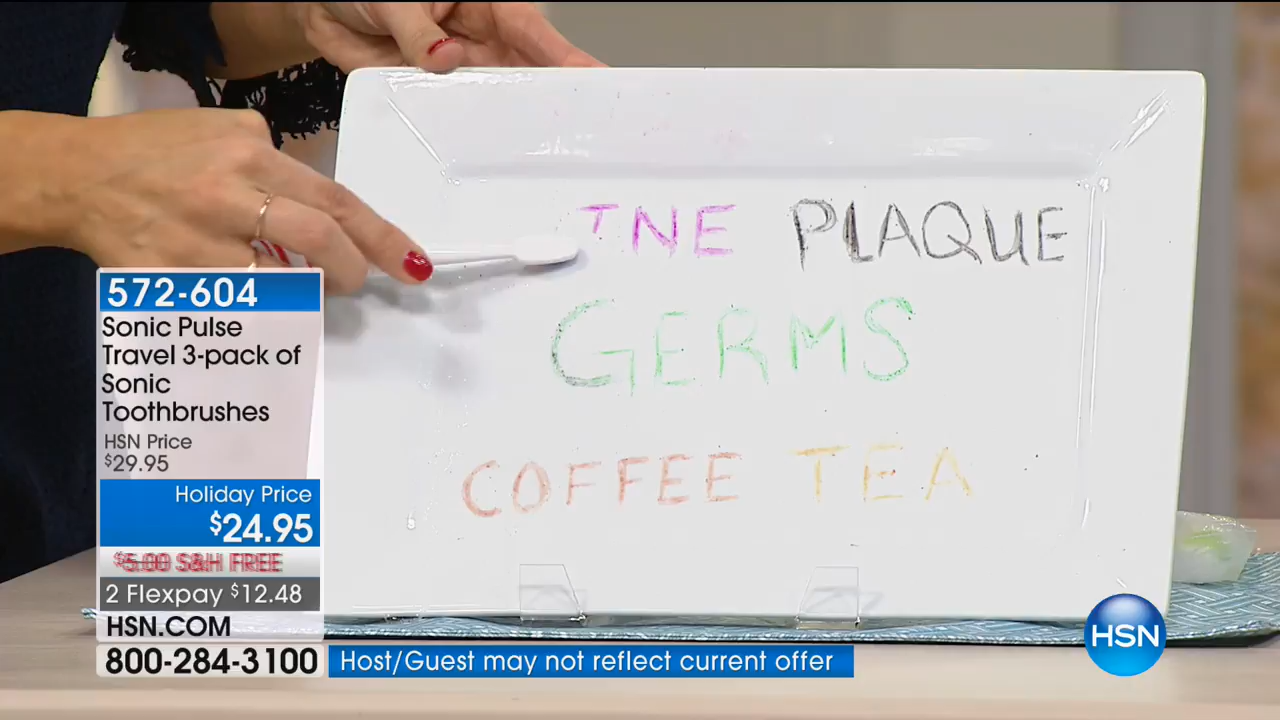 INE PLAQUE
GERMS
COFFEE TEA
572-604
Sonic Pulse
Travel 3-pack of
Sonic
Toothbrushes
HSN Price
$29.95
Holiday Price
$24.95
$5.00 S&H FREE
2 Flexpay $12.48
HSN.COM
800-284-3100
Host/Guest may not reflect current offer
HSN